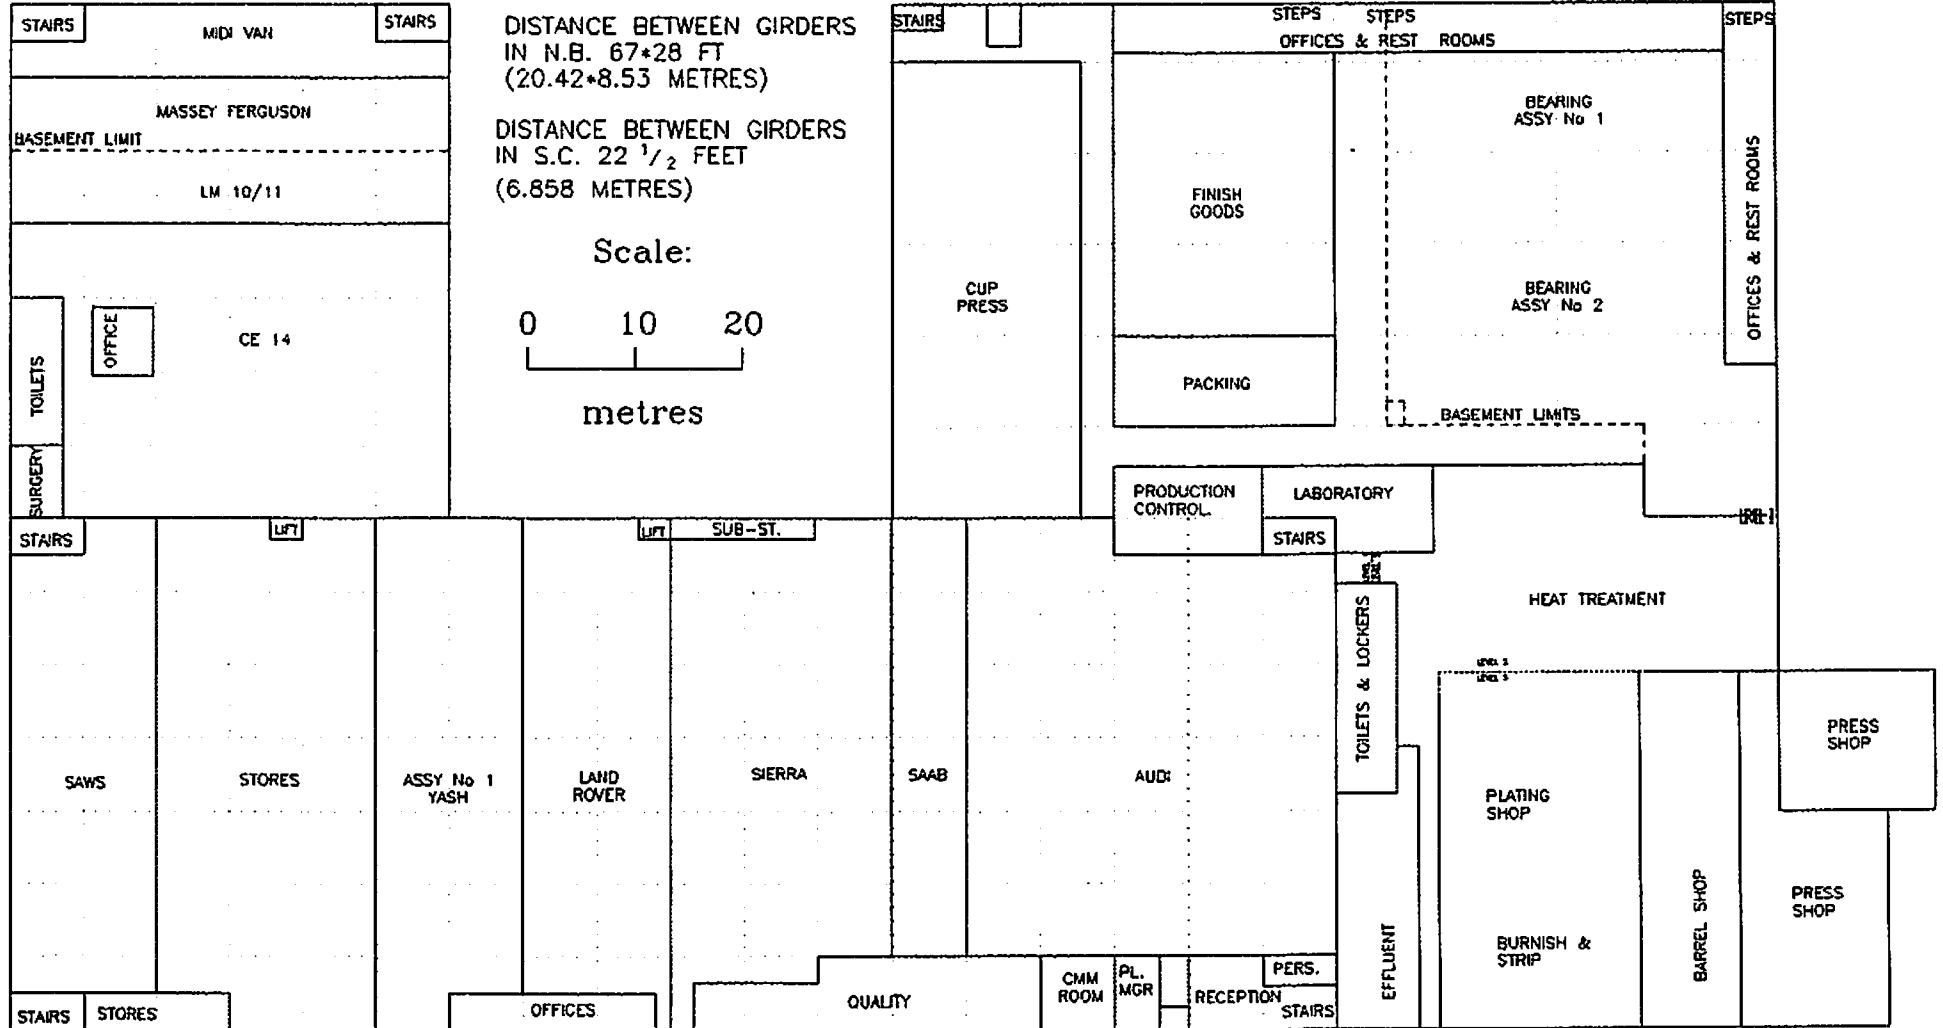 STAIRS
MIDI VAN
STAIRS
MASSEY FERGUSON
BASEMENT LIMIT
LM 10/11
OFFICE
CE 14
TOILETS
SURGERY
DISTANCE BETWEEN GIRDERS
IN N.B. 67*28 FT
(20.42*8.53 METRES)
DISTANCE BETWEEN GIRDERS
IN S.C. 22 1/2 FEET
(6.858 METRES)
Scale:
0 10 20
metres
STAIRS
STEPS
STEPS
OFFICES & REST ROOMS
STEPS
BEARING
ASSY No 1
OFFICES & REST ROOMS
FINISH
GOODS
CUP
PRESS
BEARING
ASSY No 2
PACKING
BASEMENT LIMITS
PRODUCTION
CONTROL.
LABORATORY
STAIRS
STAIRS
LIFT
LIFT
SUB-ST.
HEAT TREATMENT
TOILETS & LOCKERS
SAWS
STORES
ASSY No 1
YASH
LAND
ROVER
SIERRA
SAAB
AUDI
PLATING
SHOP
PRESS
SHOP
BURNISH &
STRIP
BARREL SHOP
PRESS
SHOP
EFFLUENT
STAIRS
STORES
OFFICES
QUALITY
CMM
ROOM
PL.
MGR
RECEPTION
PERS.
STAIRS